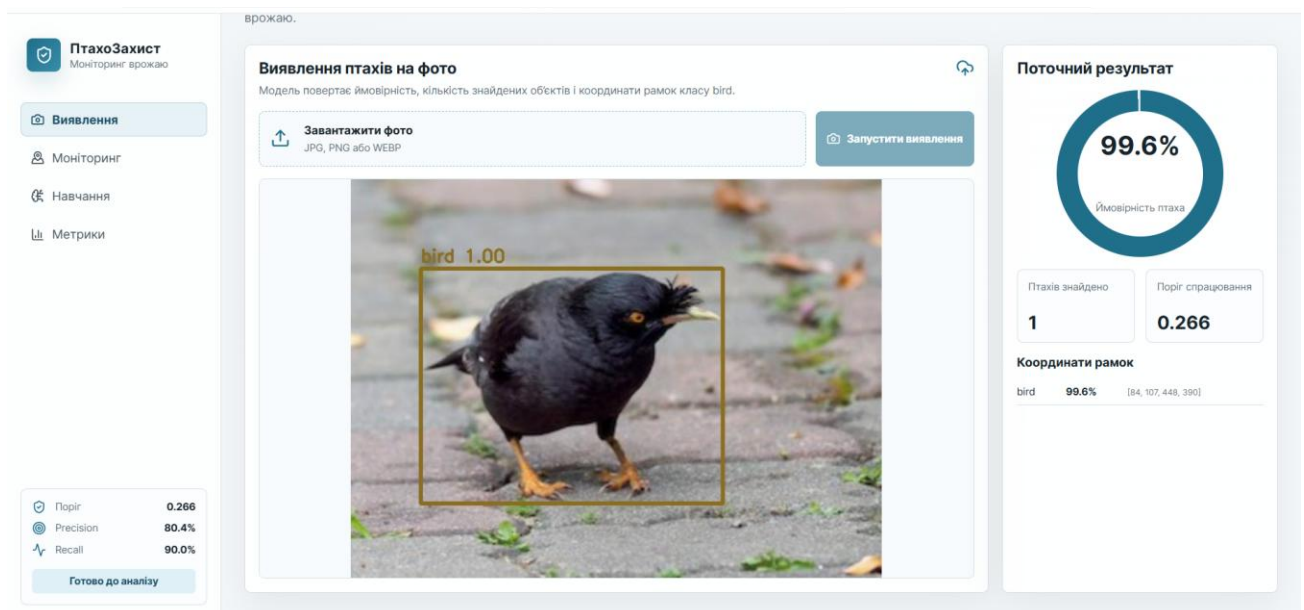 врожаю.
ПтахоЗахист
Моніторинг врожаю
Виявлення
Моніторинг
Навчання
Метрики
Поріг 0.266
Precision 80.4%
Recall 90.0%
Готово до аналізу
Виявлення птахів на фото
Модель повертає ймовірність, кількість знайдених об'єктів і координати рамок класу bird.
Завантажити фото
JPG, PNG або WEBP
Запустити виявлення
bird 1.00
Поточний результат
99.6%
Ймовірність птаха
Птахів знайдено
1
Поріг спрацювання
0.266
Координати рамок
bird 99.6% [84, 107, 448, 390]